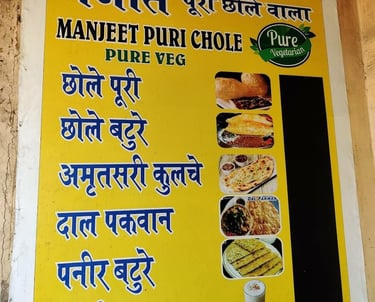 पूरी छोले वाला
MANJEET PURI CHOLE
PURE VEG
Pure
Vegetarian
छोले पूरी
छोले बटुरे
अमृतसरी कुलचे
दाल पकवान
पनीर बटुरे